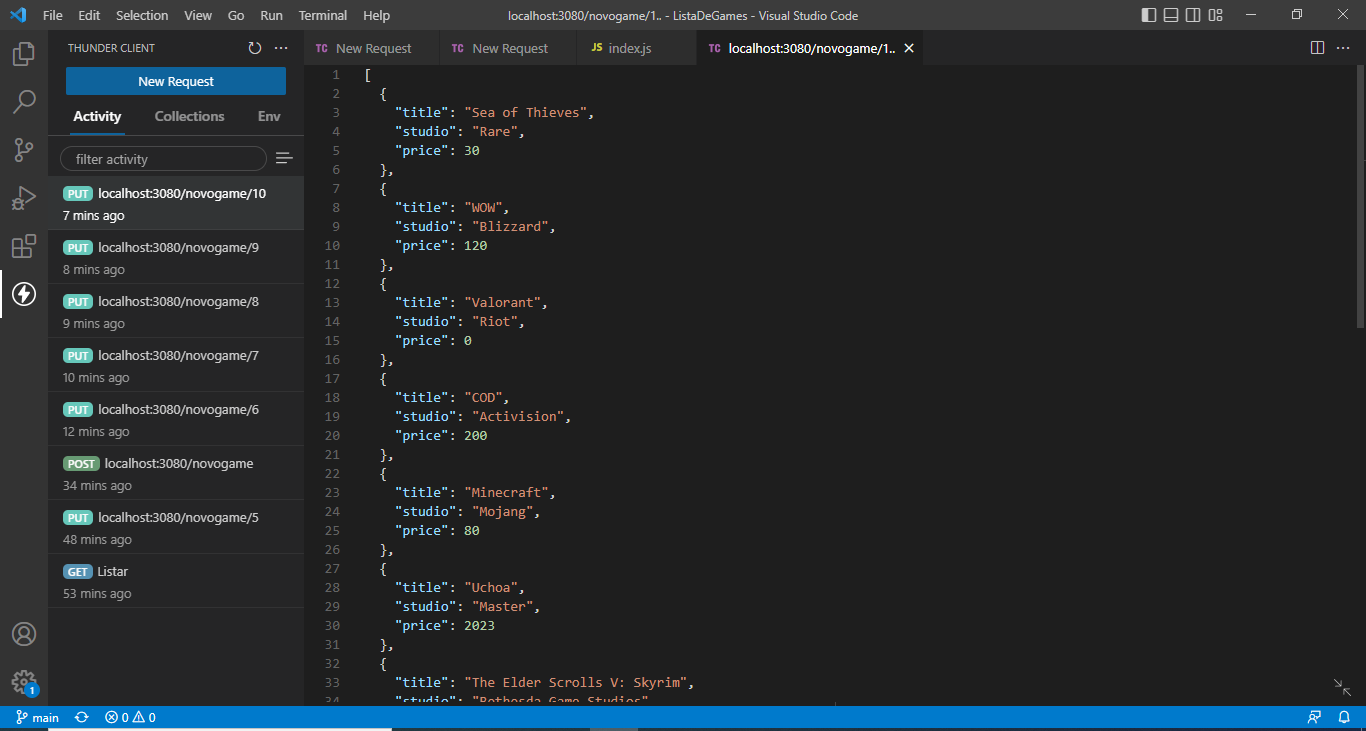 File Edit Selection View Go Run Terminal Help
localhost:3080/novogame/1.. - ListaDeGames - Visual Studio Code
THUNDER CLIENT
New Request
Activity Collections Env
filter activity
PUT localhost:3080/novogame/10
7 mins ago
PUT localhost:3080/novogame/9
8 mins ago
PUT localhost:3080/novogame/8
9 mins ago
PUT localhost:3080/novogame/7
10 mins ago
PUT localhost:3080/novogame/6
12 mins ago
POST localhost:3080/novogame
34 mins ago
PUT localhost:3080/novogame/5
48 mins ago
GET Listar
53 mins ago
TC New Request TC New Request JS index.js TC localhost:3080/novogame/1..
1 [
2 {
3 "title": "Sea of Thieves",
4 "studio": "Rare",
5 "price": 30
6 },
7 {
8 "title": "WOW",
9 "studio": "Blizzard",
10 "price": 120
11 },
12 {
13 "title": "Valorant",
14 "studio": "Riot",
15 "price": 0
16 },
17 {
18 "title": "COD",
19 "studio": "Activision",
20 "price": 200
21 },
22 {
23 "title": "Minecraft",
24 "studio": "Mojang",
25 "price": 80
26 },
27 {
28 "title": "Uchoa",
29 "studio": "Master",
30 "price": 2023
31 },
32 {
33 "title": "The Elder Scrolls V: Skyrim",
34 "studio": "Bethesda Game Studios"
1
main 0 0